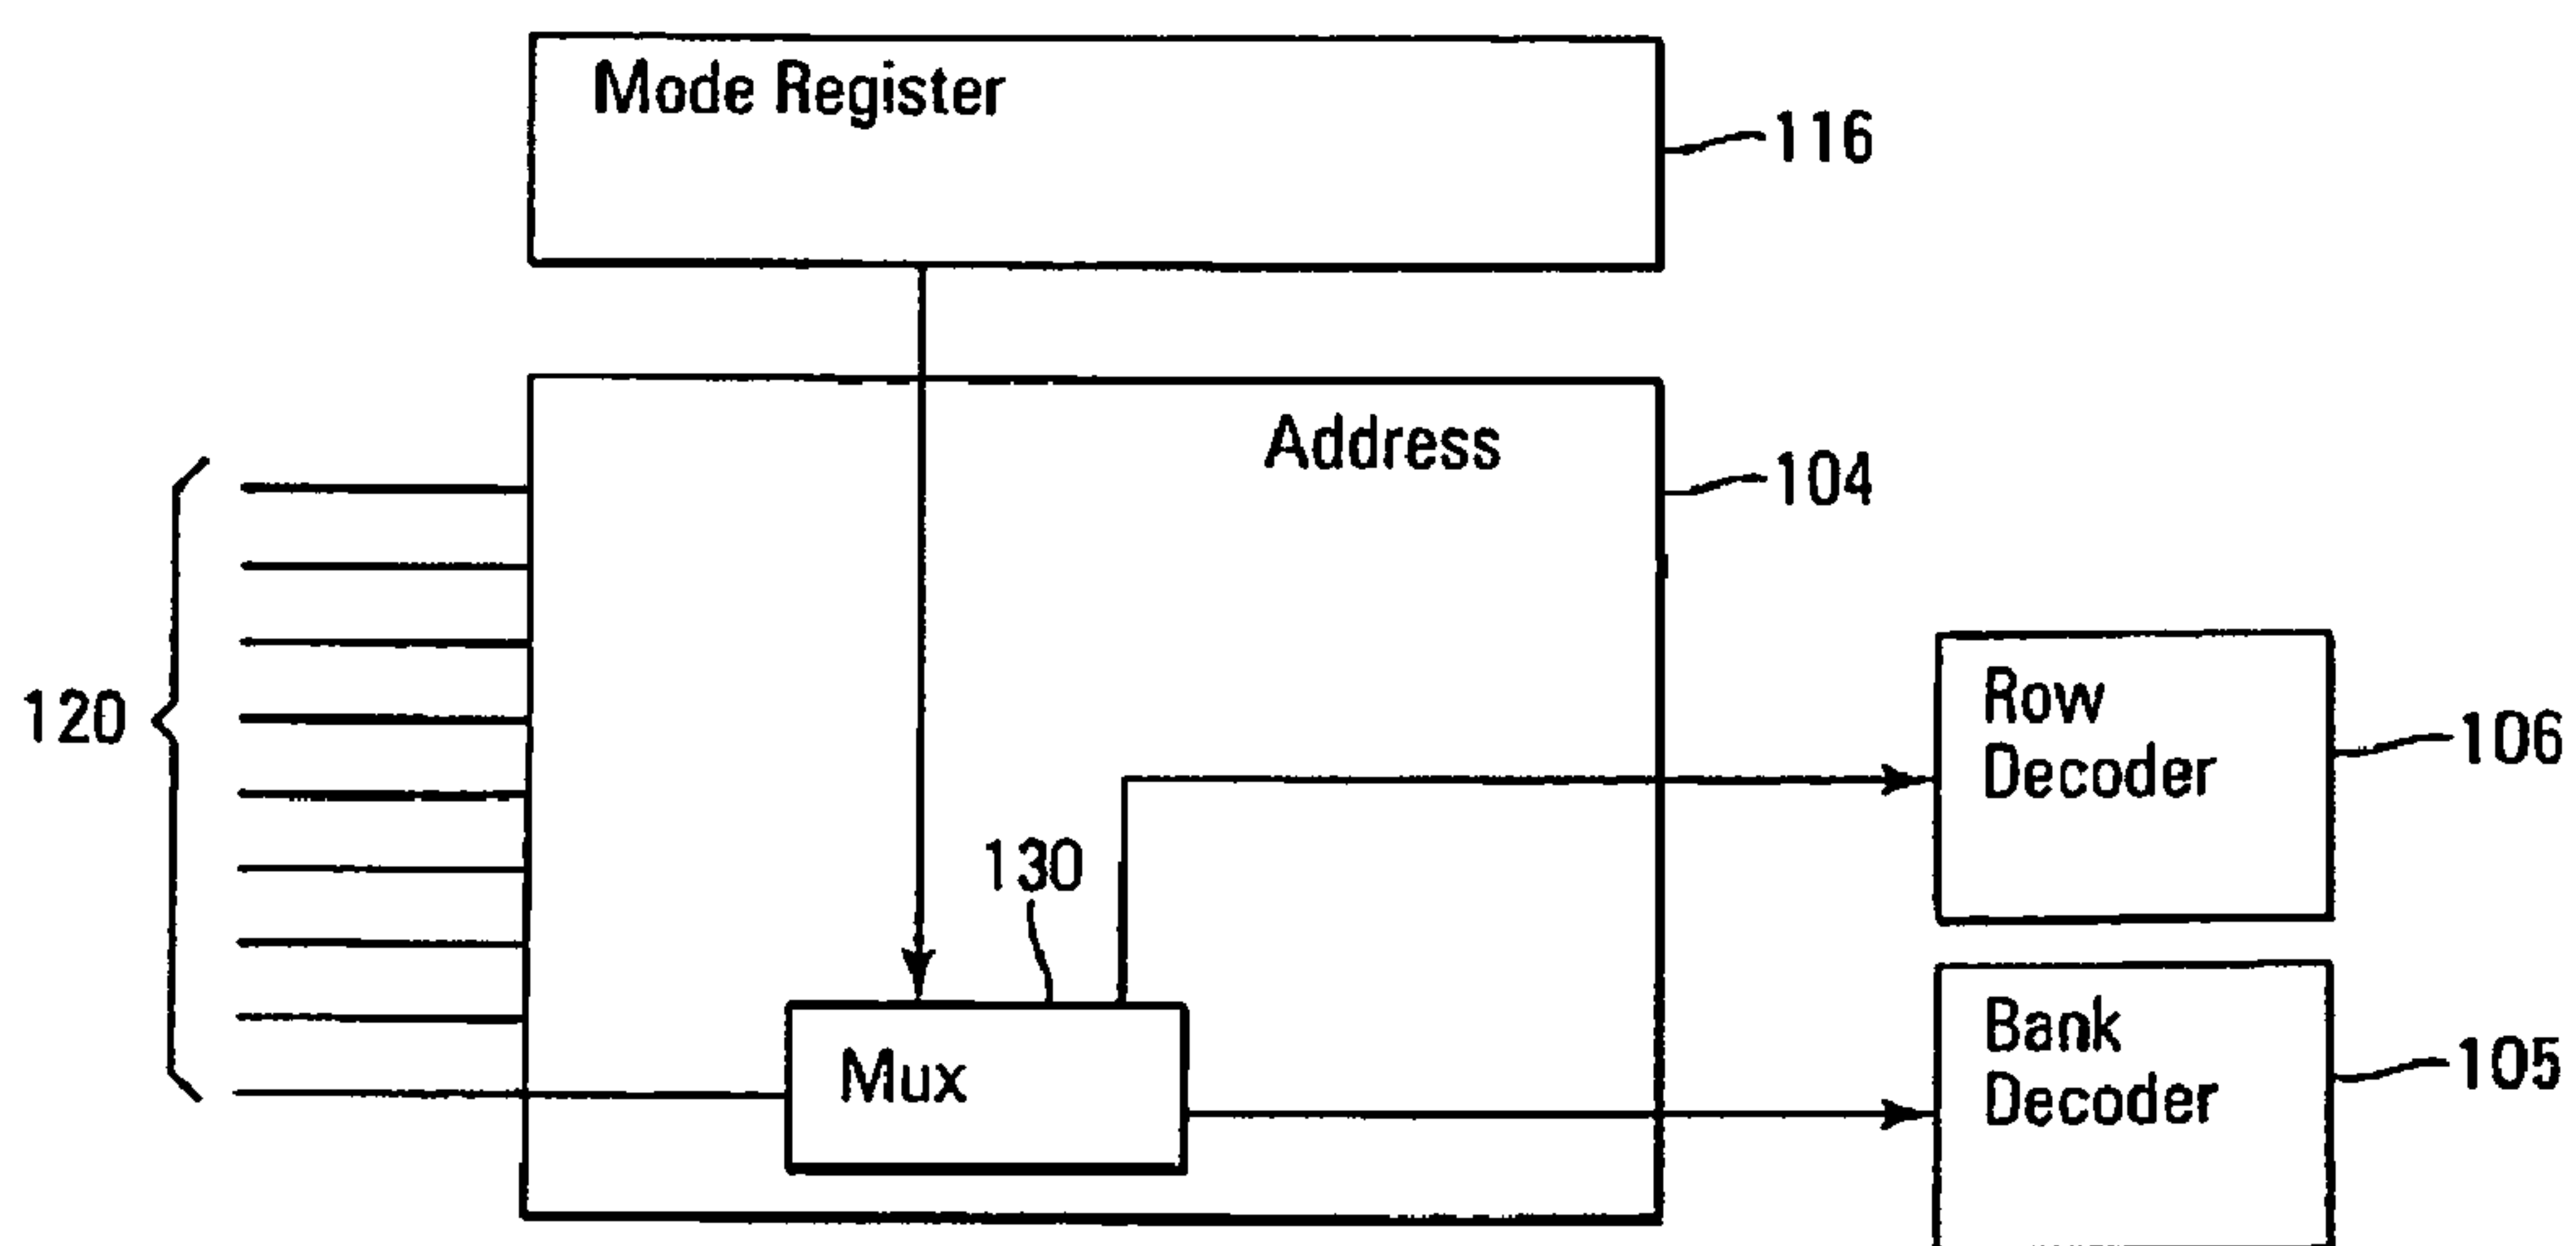 Mode Register
116
Address
104
120
Row
Decoder
106
130
Mux
Bank
Decoder
105